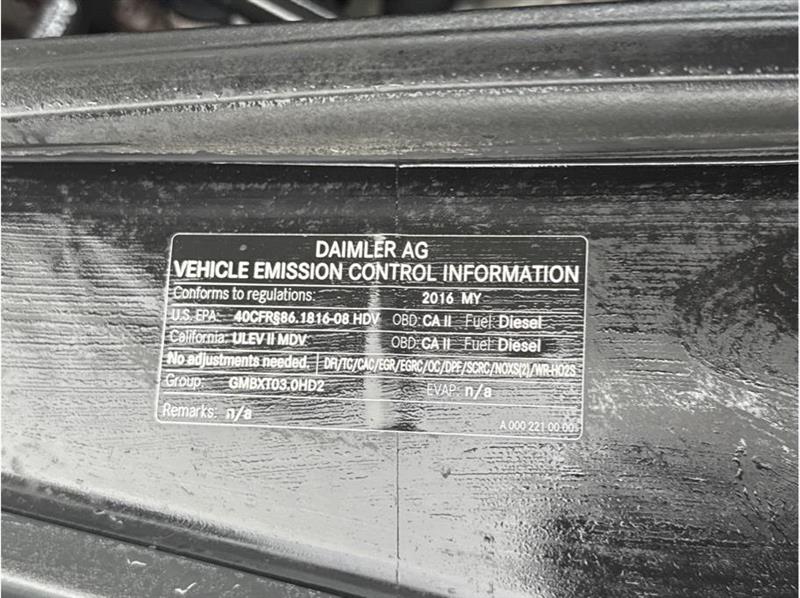 DAIMLER AG
VEHICLE EMISSION CONTROL INFORMATION
Conforms to regulations: 2016 MY
U.S. EPA: 40CFR§86.1816-08 HDV OBD: CA II Fuel: Diesel
California: ULEV II MDV OBD: CA II Fuel: Diesel
No adjustments needed. DFI/TC/CAC/EGR/EGRC/OC/DPF/SCRC/NOXS(2)/WR-HO2S
Group: GMBXT03.0HD2 EVAP: n/a
Remarks: n/a
A 000 221 00 00